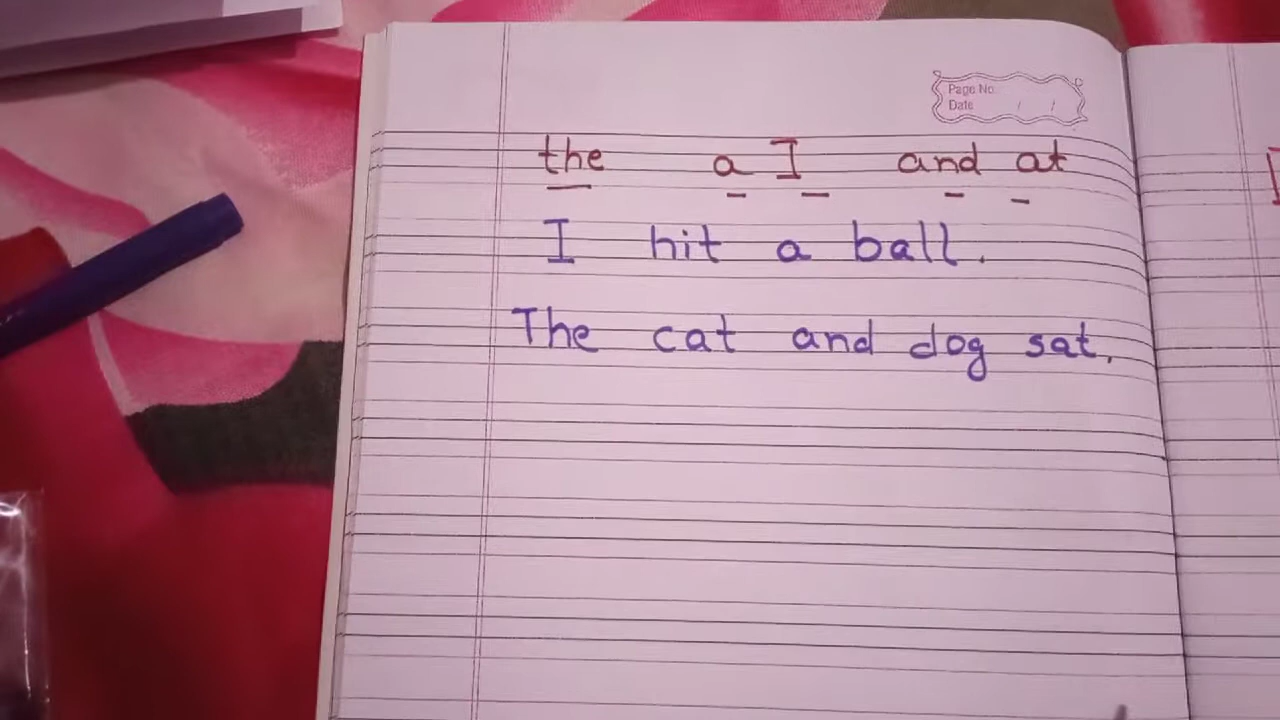 Page No.
Date / /
the a I and at
I hit a ball.
The cat and dog sat.